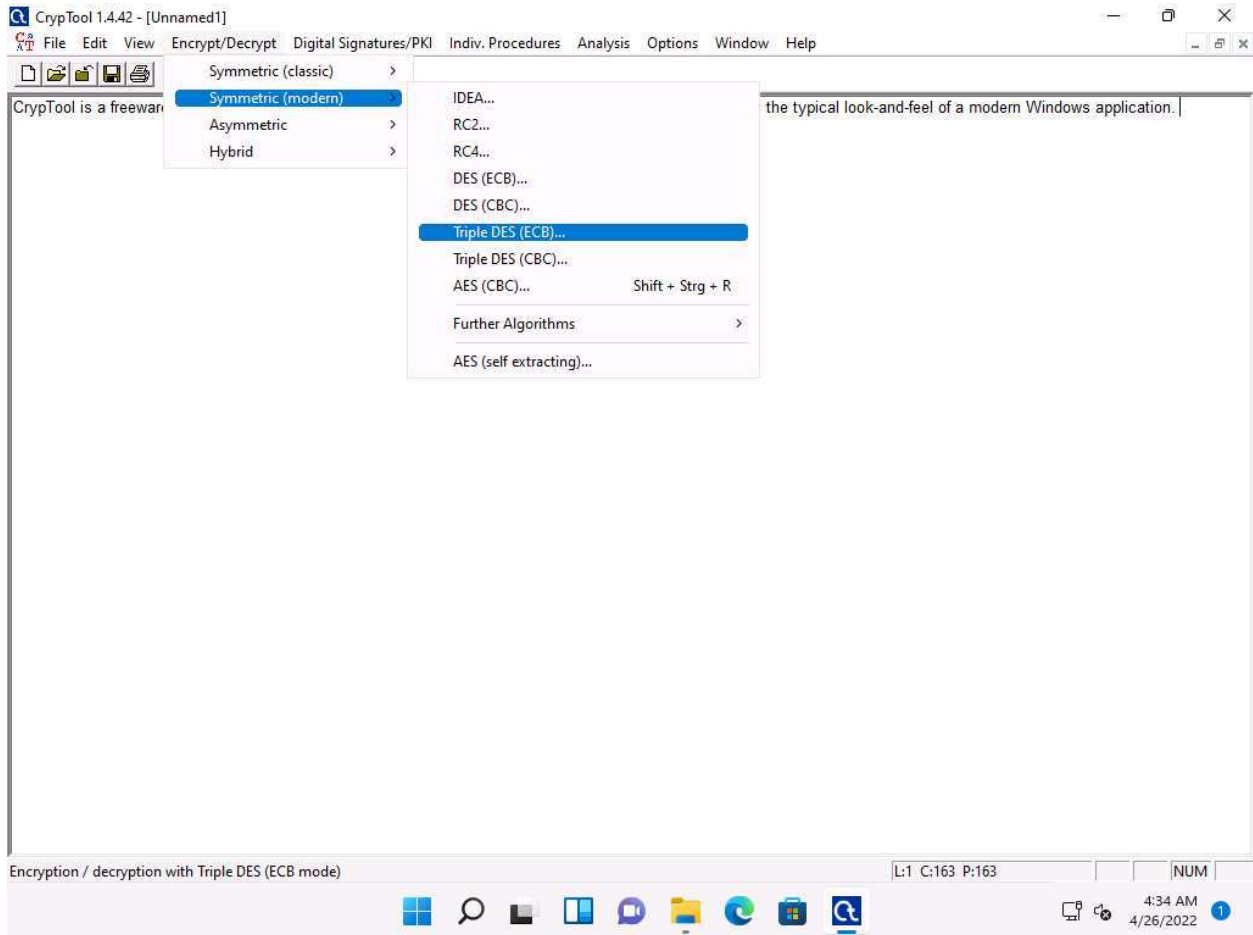 CrypTool 1.4.42 - [Unnamed1]
File Edit View Encrypt/Decrypt Digital Signatures/PKI Indiv. Procedures Analysis Options Window Help
Symmetric (classic)
Symmetric (modern)
Asymmetric
Hybrid
CrypTool is a freewar the typical look-and-feel of a modern Windows application.
IDEA...
RC2...
RC4...
DES (ECB)...
DES (CBC)...
Triple DES (ECB)...
Triple DES (CBC)...
AES (CBC)... Shift + Strg + R
Further Algorithms
AES (self extracting)...
Encryption / decryption with Triple DES (ECB mode) L:1 C:163 P:163 NUM
4:34 AM
4/26/2022
1